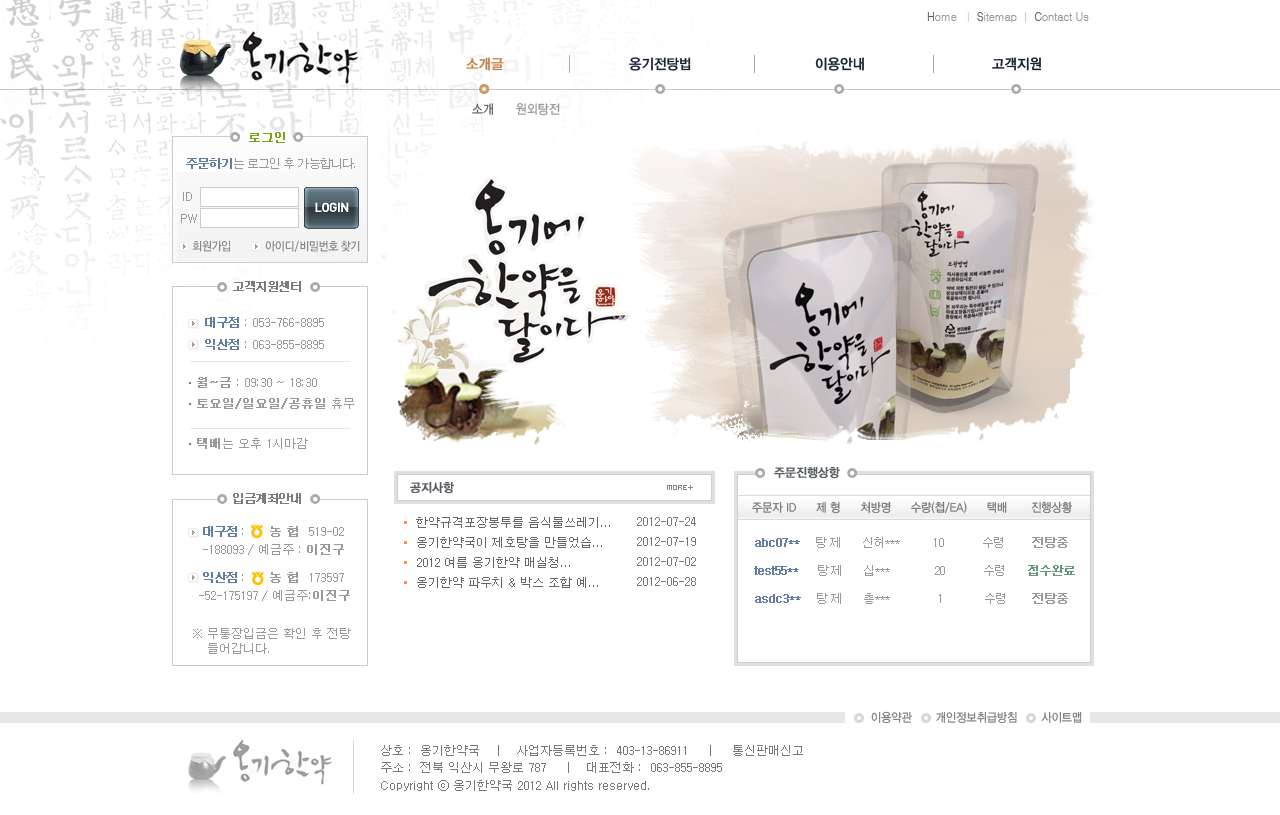 Home | Sitemap | Contact Us
옹기한약
소개글 | 옹기전탕법 | 이용안내 | 고객지원
소개 원외탕전
로그인
주문하기는 로그인 후 가능합니다.
ID
LOGIN
PW
회원가입 아이디/비밀번호 찾기
고객지원센터
대구점 : 053-766-8895
익산점 : 063-855-8895
· 월~금 : 09:30 ~ 18:30
· 토요일/일요일/공휴일 휴무
· 택배는 오후 1시마감
입금계좌안내
대구점 : 농협 519-02
-188093 / 예금주 : 이진구
익산점 : 농협 173597
-52-175197 / 예금주:이진구
※ 무통장입금은 확인 후 전탕
들어갑니다.
옹기에
한약을
달이다
옹기에
한약을
달이다
옹기에
한약을
달이다
공지사항 MORE+
한약규격포장봉투를 음식물쓰레기... 2012-07-24
옹기한약국이 제호탕을 만들었습... 2012-07-19
2012 여름 옹기한약 매실청... 2012-07-02
옹기한약 파우치 & 박스 조합 예... 2012-06-28
주문진행상황
주문자 ID 제 형 처방명 수량(첩/EA) 택배 진행상황
abc07** 탕제 신허*** 10 수령 전탕중
test55** 탕제 십*** 20 수령 접수완료
asdc3** 탕제 총*** 1 수령 전탕중
이용약관 개인정보취급방침 사이트맵
옹기한약
상호 : 옹기한약국 | 사업자등록번호 : 403-13-86911 | 통신판매신고
주소 : 전북 익산시 무왕로 787 | 대표전화 : 063-855-8895
Copyright ⓒ 옹기한약국 2012 All rights reserved.